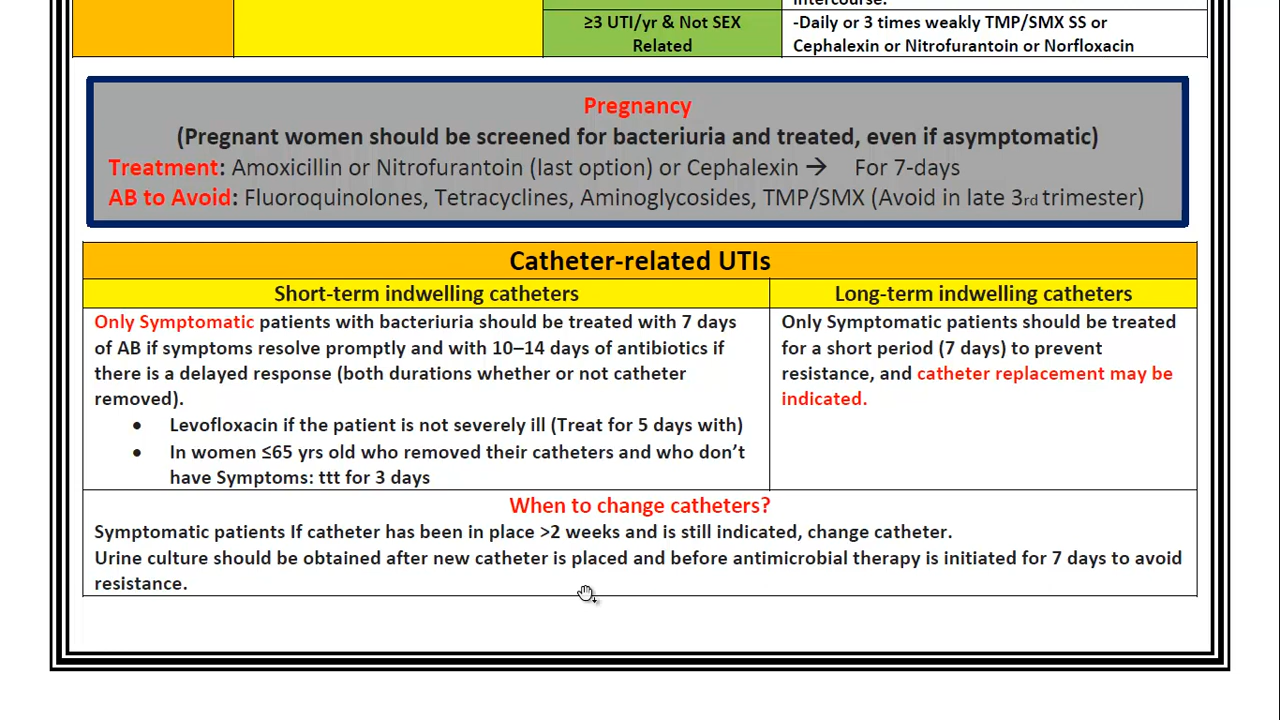 intercourse.
≥3 UTI/yr & Not SEX
Related
-Daily or 3 times weakly TMP/SMX SS or
Cephalexin or Nitrofurantoin or Norfloxacin
Pregnancy
(Pregnant women should be screened for bacteriuria and treated, even if asymptomatic)
Treatment: Amoxicillin or Nitrofurantoin (last option) or Cephalexin → For 7-days
AB to Avoid: Fluoroquinolones, Tetracyclines, Aminoglycosides, TMP/SMX (Avoid in late 3rd trimester)
Catheter-related UTIs
Short-term indwelling catheters
Long-term indwelling catheters
Only Symptomatic patients with bacteriuria should be treated with 7 days
of AB if symptoms resolve promptly and with 10–14 days of antibiotics if
there is a delayed response (both durations whether or not catheter
removed).
• Levofloxacin if the patient is not severely ill (Treat for 5 days with)
• In women ≤65 yrs old who removed their catheters and who don’t
have Symptoms: ttt for 3 days
Only Symptomatic patients should be treated
for a short period (7 days) to prevent
resistance, and catheter replacement may be
indicated.
When to change catheters?
Symptomatic patients If catheter has been in place >2 weeks and is still indicated, change catheter.
Urine culture should be obtained after new catheter is placed and before antimicrobial therapy is initiated for 7 days to avoid
resistance.